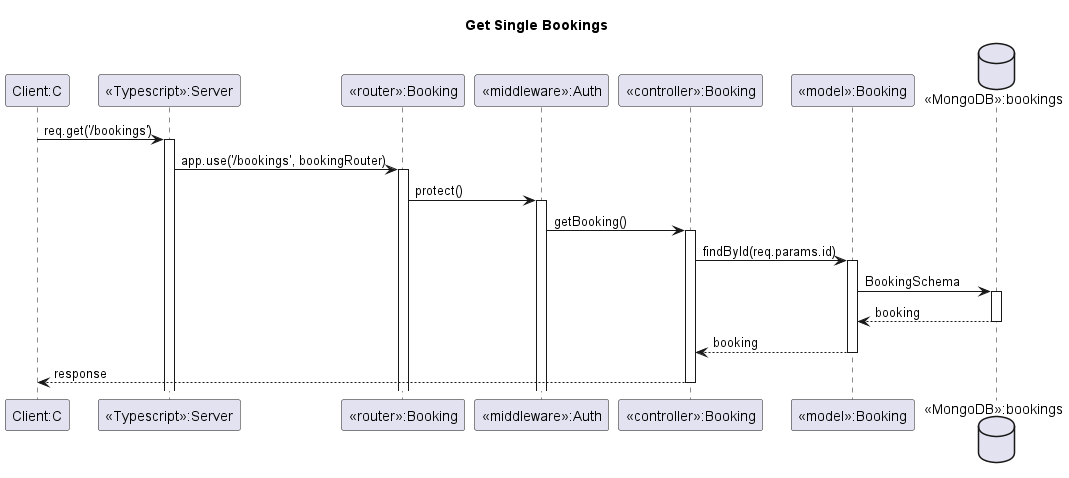 Get Single Bookings
Client:C
«Typescript»:Server
«router»:Booking
«middleware»:Auth
«controller»:Booking
«model»:Booking
«MongoDB»:bookings
req.get('/bookings')
app.use('/bookings', bookingRouter)
protect()
getBooking()
findById(req.params.id)
BookingSchema
booking
booking
response
Client:C
«Typescript»:Server
«router»:Booking
«middleware»:Auth
«controller»:Booking
«model»:Booking
«MongoDB»:bookings